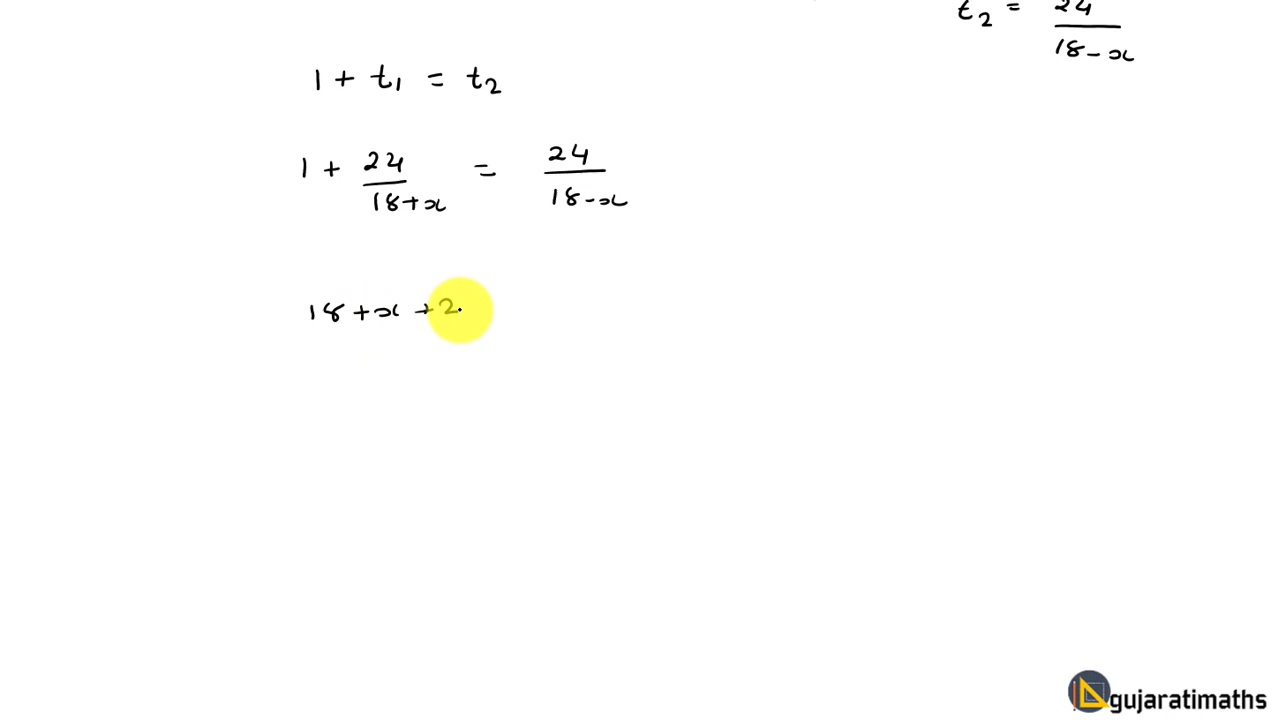 t₂ = 24/(18-x)
1 + t₁ = t₂
1 + 24/(18+x) = 24/(18-x)
18 + x + 2
gujaratimaths